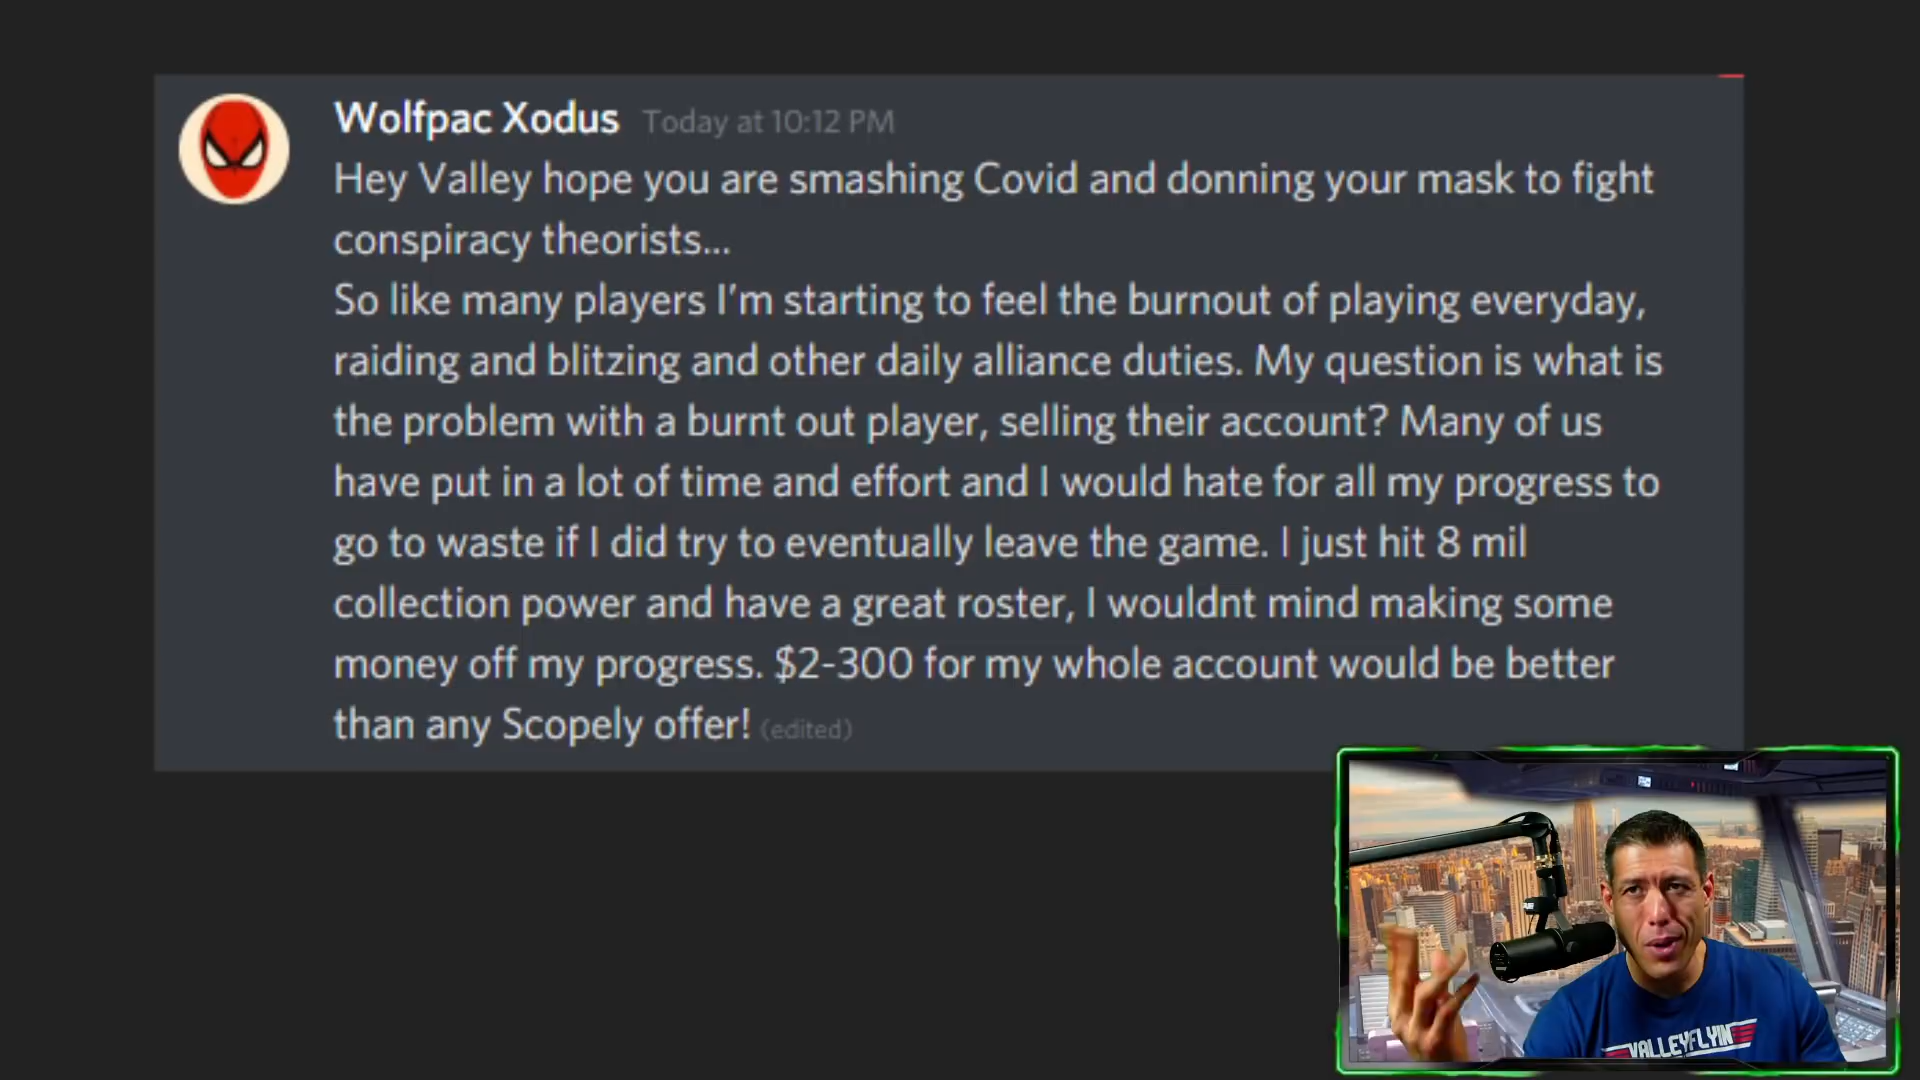 Wolfpac Xodus Today at 10:12 PM
Hey Valley hope you are smashing Covid and donning your mask to fight
conspiracy theorists...
So like many players I'm starting to feel the burnout of playing everyday,
raiding and blitzing and other daily alliance duties. My question is what is
the problem with a burnt out player, selling their account? Many of us
have put in a lot of time and effort and I would hate for all my progress to
go to waste if I did try to eventually leave the game. I just hit 8 mil
collection power and have a great roster, I wouldnt mind making some
money off my progress. $2-300 for my whole account would be better
than any Scopely offer! (edited)
VALLEYFLYIN